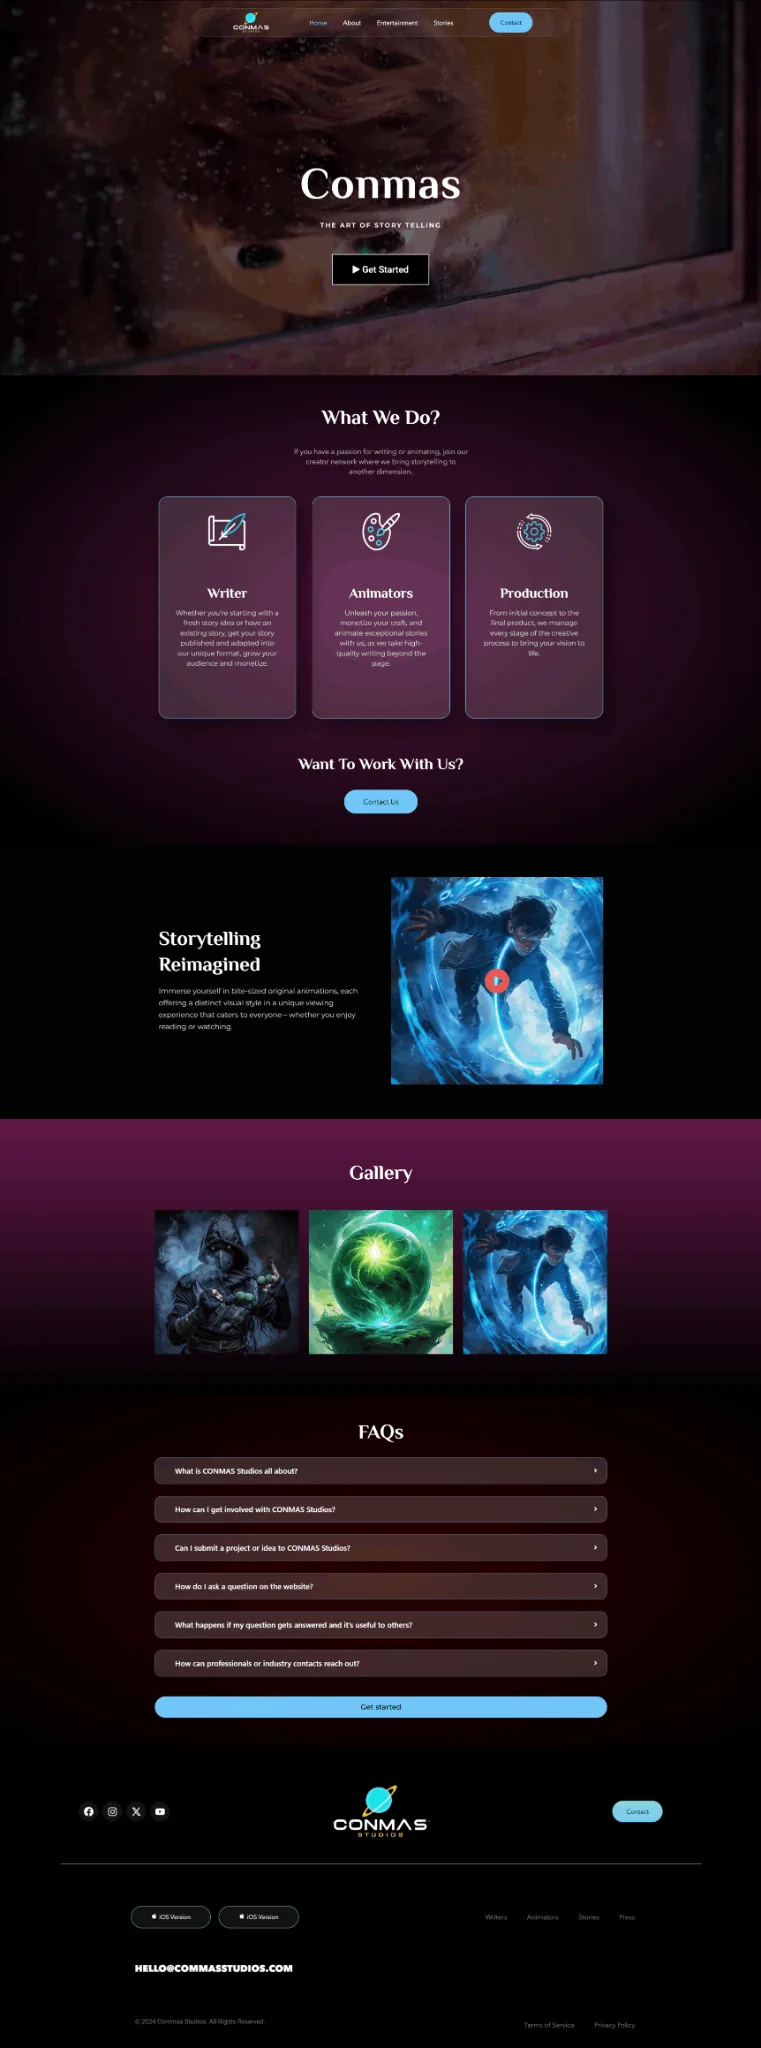 CONMAS
STUDIOS
Home
About
Entertainment
Stories
Contact
Conmas
THE ART OF STORY TELLING
Get Started
What We Do?
If you have a passion for writing or animating, join our
creator network where we bring storytelling to
another dimension.
Writer
Whether you're starting with a
fresh story idea or have an
existing story, get your story
published and adapted into
our unique format, grow your
audience and monetize.
Animators
Unleash your passion,
monetize your craft, and
animate exceptional stories
with us, as we take high-
quality writing beyond the
page.
Production
From initial concept to the
final product, we manage
every stage of the creative
process to bring your vision to
life.
Want To Work With Us?
Contact Us
Storytelling
Reimagined
Immerse yourself in bite-sized original animations, each
offering a distinct visual style in a unique viewing
experience that caters to everyone – whether you enjoy
reading or watching.
Gallery
FAQs
What is CONMAS Studios all about?
How can I get involved with CONMAS Studios?
Can I submit a project or idea to CONMAS Studios?
How do I ask a question on the website?
What happens if my question gets answered and it's useful to others?
How can professionals or industry contacts reach out?
Get started
CONMAS
STUDIOS
Contact
iOS Version
iOS Version
Writers
Animators
Stories
Press
HELLO@COMMASSTUDIOS.COM
© 2024 Commas Studios. All Rights Reserved.
Terms of Service
Privacy Policy